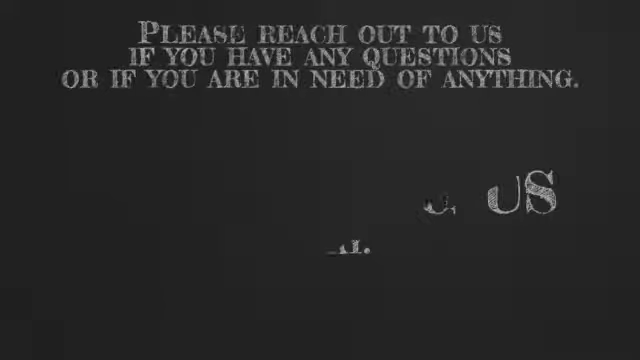 Please reach out to us
if you have any questions
or if you are in need of anything.
us